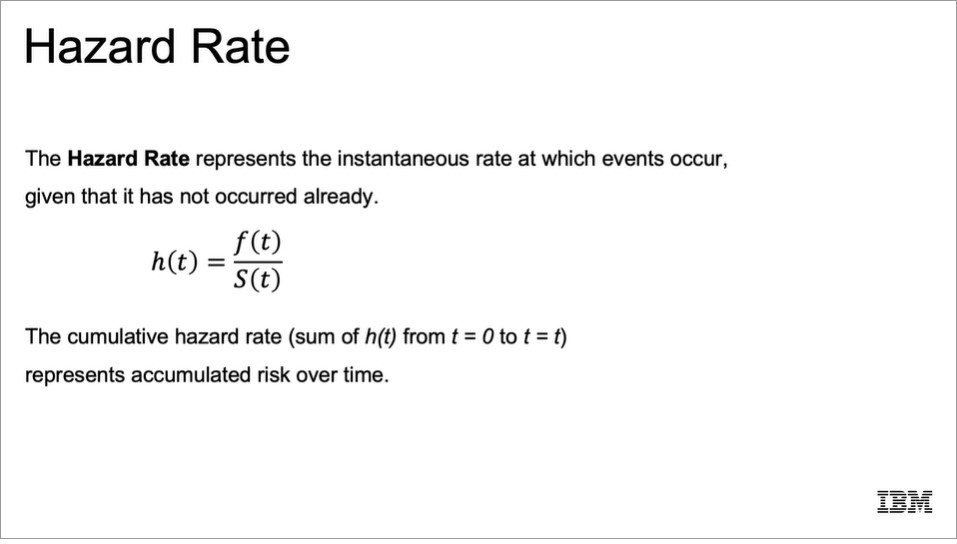 Hazard Rate
The Hazard Rate represents the instantaneous rate at which events occur,
given that it has not occurred already.
h(t) = f(t) / S(t)
The cumulative hazard rate (sum of h(t) from t = 0 to t = t)
represents accumulated risk over time.
IBM